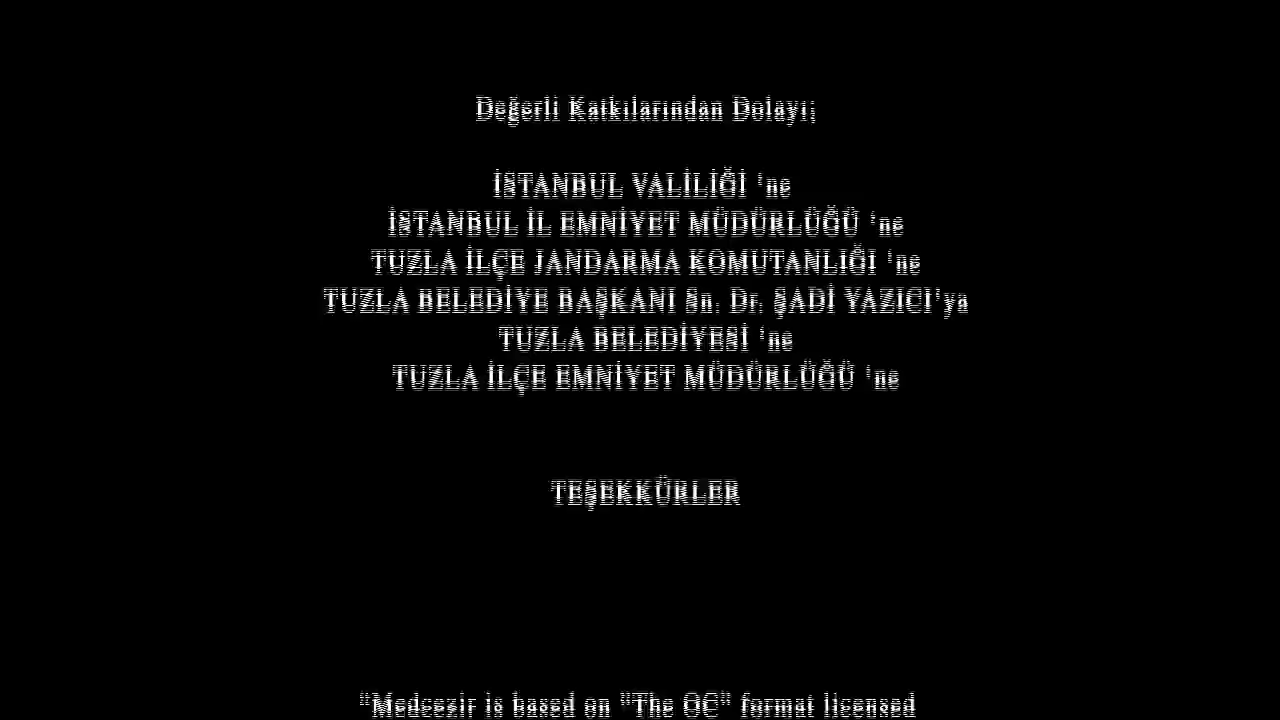 Değerli Katkılarından Dolayı;
İSTANBUL VALİLİĞİ 'ne
İSTANBUL İL EMNİYET MÜDÜRLÜĞÜ 'ne
TUZLA İLÇE JANDARMA KOMUTANLIĞI 'ne
TUZLA BELEDİYE BAŞKANI Sn. Dr. ŞADİ YAZICI'ya
TUZLA BELEDİYESİ 'ne
TUZLA İLÇE EMNİYET MÜDÜRLÜĞÜ 'ne
TEŞEKKÜRLER
"Medcezir is based on "The OC" format licensed